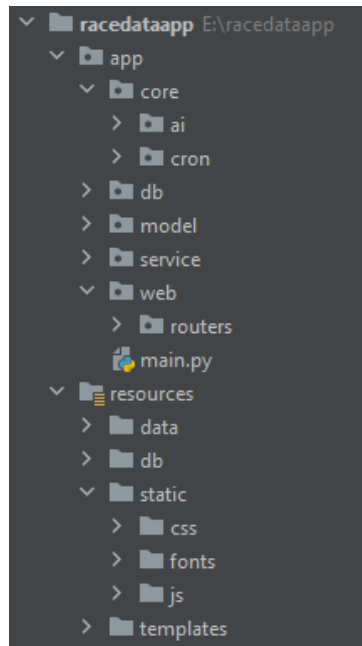 racedataapp E:\racedataapp
app
core
ai
cron
db
model
service
web
routers
main.py
resources
data
db
static
css
fonts
js
templates